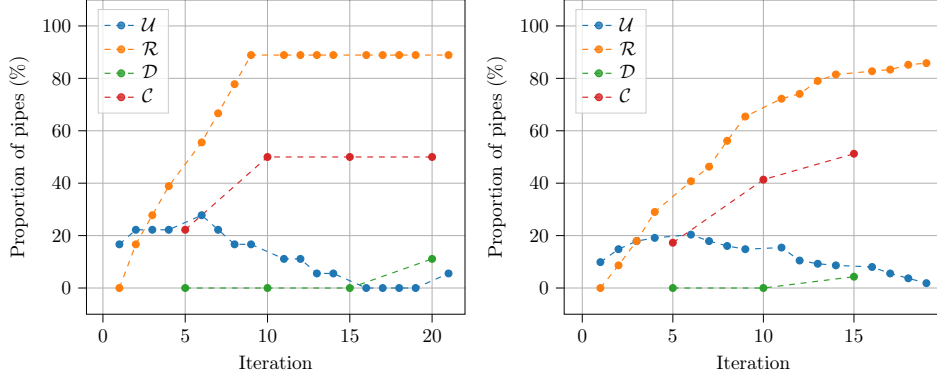 100
80
60
40
20
0
Proportion of pipes (%)
𝒰
ℛ
𝒟
𝒞
0 5 10 15 20
Iteration
100
80
60
40
20
0
Proportion of pipes (%)
𝒰
ℛ
𝒟
𝒞
0 5 10 15
Iteration